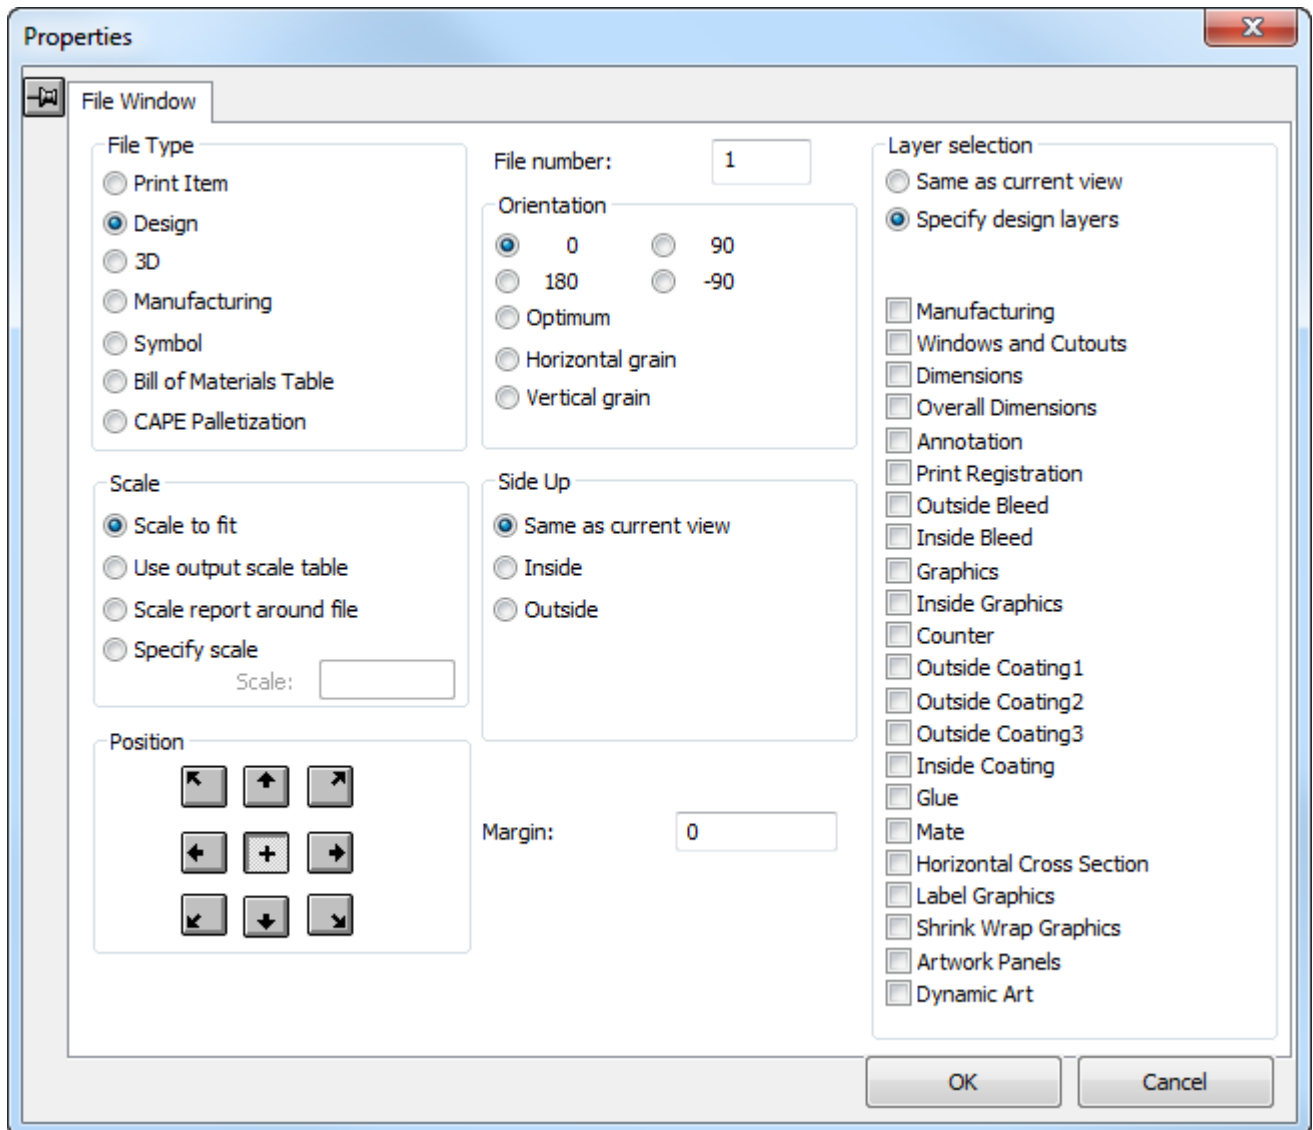 Properties
File Window
File Type
Print Item
Design
3D
Manufacturing
Symbol
Bill of Materials Table
CAPE Palletization
Scale
Scale to fit
Use output scale table
Scale report around file
Specify scale
Scale:
Position
File number: 1
Orientation
0 90
180 -90
Optimum
Horizontal grain
Vertical grain
Side Up
Same as current view
Inside
Outside
Margin: 0
Layer selection
Same as current view
Specify design layers
Manufacturing
Windows and Cutouts
Dimensions
Overall Dimensions
Annotation
Print Registration
Outside Bleed
Inside Bleed
Graphics
Inside Graphics
Counter
Outside Coating1
Outside Coating2
Outside Coating3
Inside Coating
Glue
Mate
Horizontal Cross Section
Label Graphics
Shrink Wrap Graphics
Artwork Panels
Dynamic Art
OK Cancel